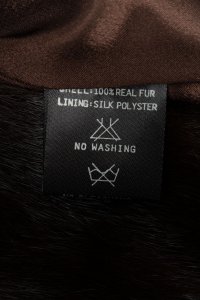 SHELL:100% REAL FUR
LINING:SILK POLYSTER
NO WASHING